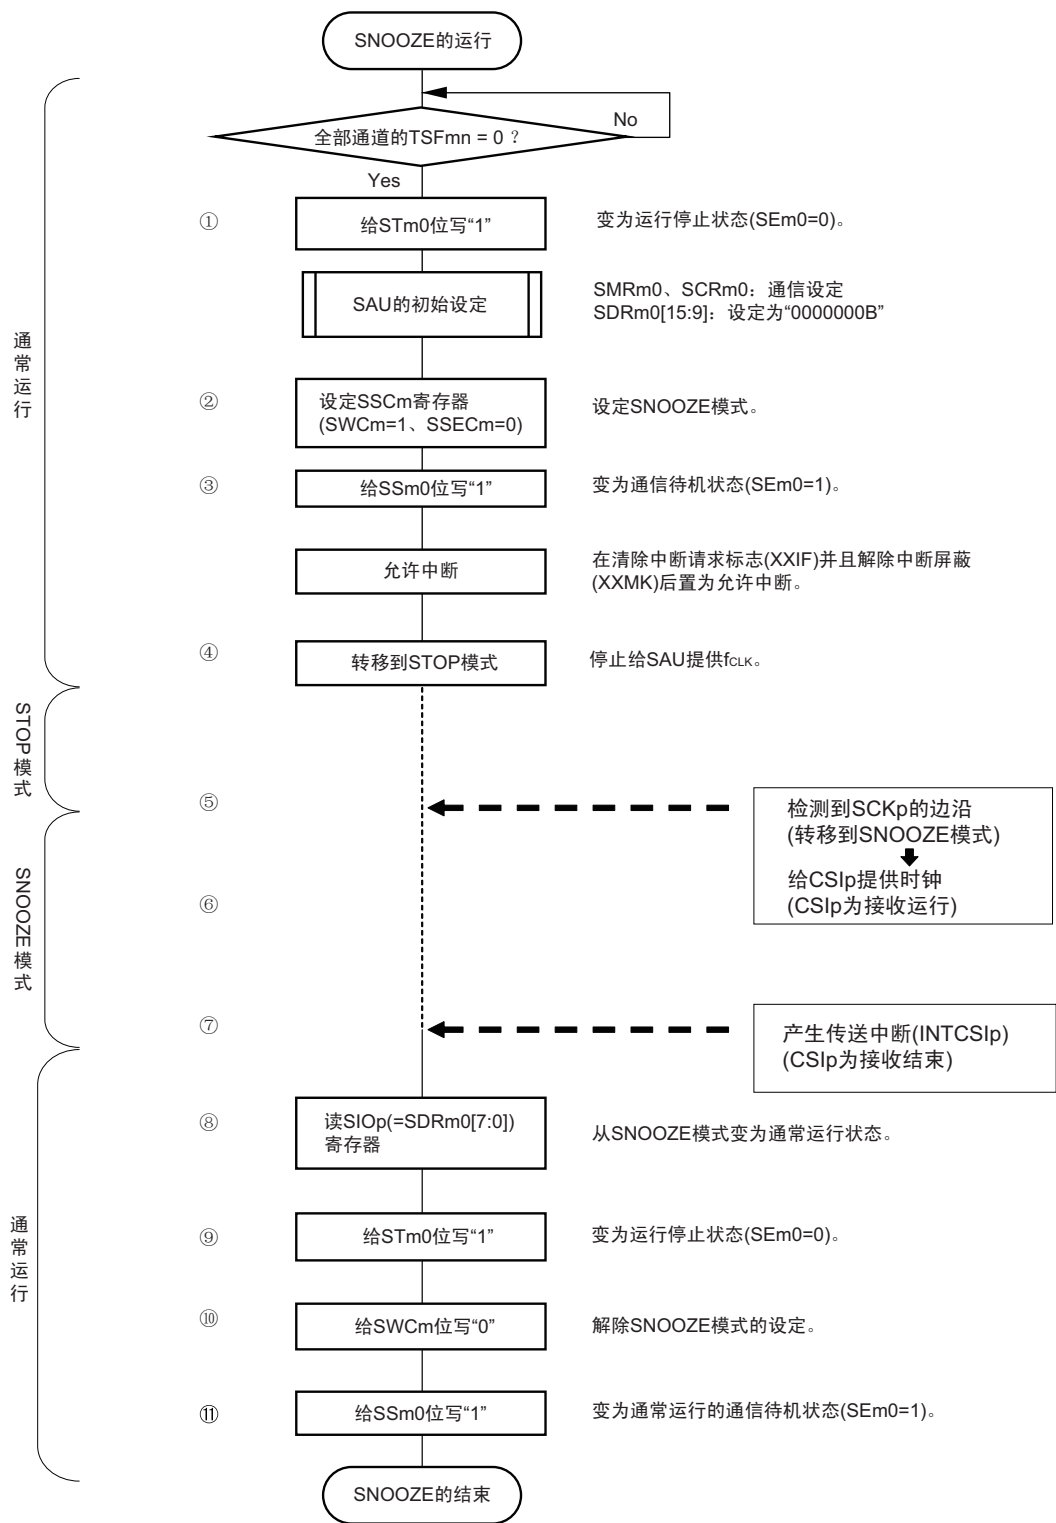 SNOOZE的运行
No
全部通道的TSFmn = 0 ?
Yes
① 给STm0位写“1” 变为运行停止状态(SEm0=0)。
SAU的初始设定
SMRm0、SCRm0：通信设定
SDRm0[15:9]：设定为“0000000B”
通常运行
② 设定SSCm寄存器
(SWCm=1、SSECm=0)
设定SNOOZE模式。
③ 给SSm0位写“1” 变为通信待机状态(SEm0=1)。
允许中断
在清除中断请求标志(XXIF)并且解除中断屏蔽
(XXMK)后置为允许中断。
④ 转移到STOP模式 停止给SAU提供fCLK。
STOP模式
⑤
检测到SCKp的边沿
(转移到SNOOZE模式)
给CSIp提供时钟
(CSIp为接收运行)
SNOOZE模式
⑥
⑦
产生传送中断(INTCSIp)
(CSIp为接收结束)
⑧ 读SIOp(=SDRm0[7:0])
寄存器
从SNOOZE模式变为通常运行状态。
通常运行
⑨ 给STm0位写“1” 变为运行停止状态(SEm0=0)。
⑩ 给SWCm位写“0” 解除SNOOZE模式的设定。
⑪ 给SSm0位写“1” 变为通常运行的通信待机状态(SEm0=1)。
SNOOZE的结束